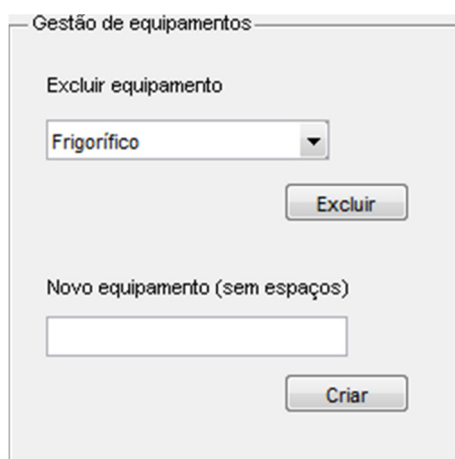 Gestão de equipamentos
Excluir equipamento
Frigorífico
Excluir
Novo equipamento (sem espaços)
Criar